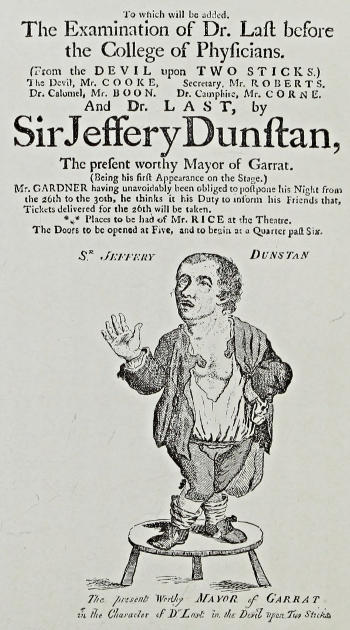 To which will be added.
The Examination of Dr. Laſt before
the College of Phyſicians.
(From the DEVIL upon TWO STICKS.)
The Devil, Mr. COOKE, Secretary, Mr. ROBERTS.
Dr. Calomel, Mr. BOON. Dr. Camphire, Mr. CORNE.
And Dr. LAST, by
Sir Jeffery Dunſtan,
The preſent worthy Mayor of Garrat.
(Being his firſt Appearance on the Stage.)
Mr. GARDNER having unavoidably been obliged to poſtpone his Night from
the 26th to the 30th, he thinks it his Duty to inform his Friends that,
Tickets delivered for the 26th will be taken.
*⁎* Places to be had of Mr. RICE at the Theatre.
The Doors to be opened at Five, and to begin at a Quarter paſt Six.
Sᴿ JEFFERY DUNSTAN
The preſent Worthy MAYOR of GARRAT
in the Character of Dʳ Laſt in the Devil upon Two Sticks